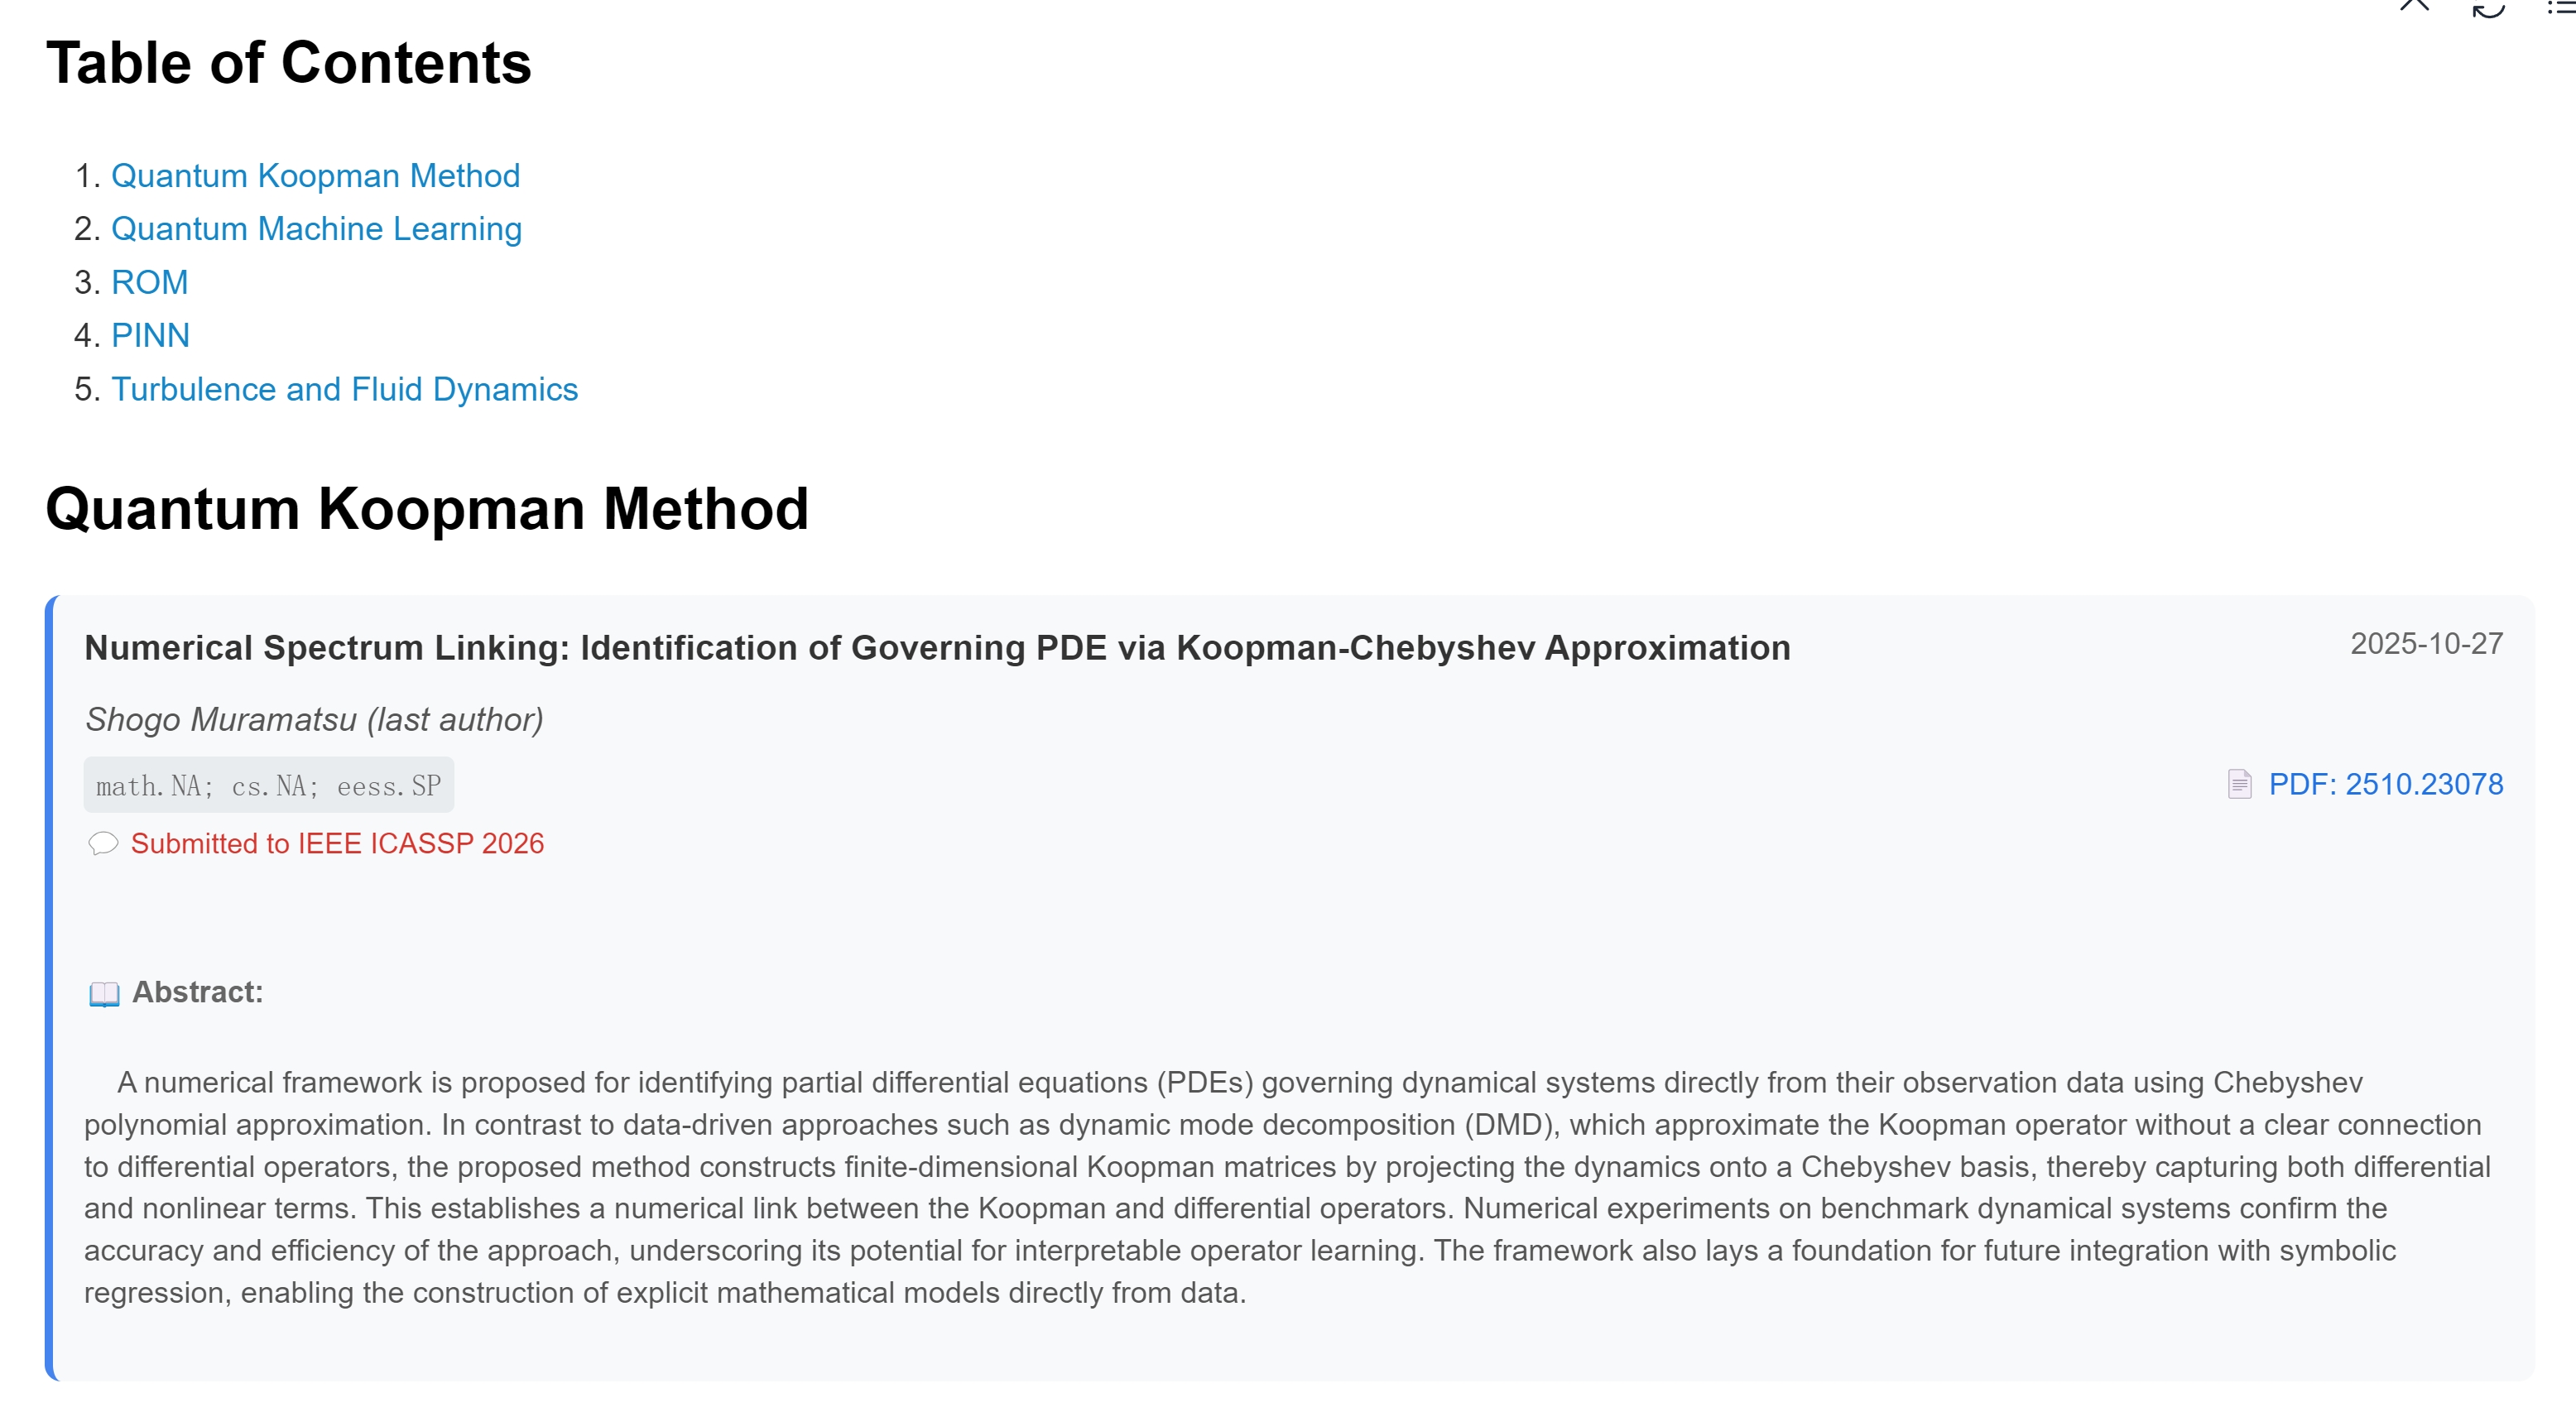 Table of Contents
1. Quantum Koopman Method
2. Quantum Machine Learning
3. ROM
4. PINN
5. Turbulence and Fluid Dynamics
Quantum Koopman Method
Numerical Spectrum Linking: Identification of Governing PDE via Koopman-Chebyshev Approximation
2025-10-27
Shogo Muramatsu (last author)
math.NA; cs.NA; eess.SP
PDF: 2510.23078
Submitted to IEEE ICASSP 2026
Abstract:
A numerical framework is proposed for identifying partial differential equations (PDEs) governing dynamical systems directly from their observation data using Chebyshev
polynomial approximation. In contrast to data-driven approaches such as dynamic mode decomposition (DMD), which approximate the Koopman operator without a clear connection
to differential operators, the proposed method constructs finite-dimensional Koopman matrices by projecting the dynamics onto a Chebyshev basis, thereby capturing both differential
and nonlinear terms. This establishes a numerical link between the Koopman and differential operators. Numerical experiments on benchmark dynamical systems confirm the
accuracy and efficiency of the approach, underscoring its potential for interpretable operator learning. The framework also lays a foundation for future integration with symbolic
regression, enabling the construction of explicit mathematical models directly from data.